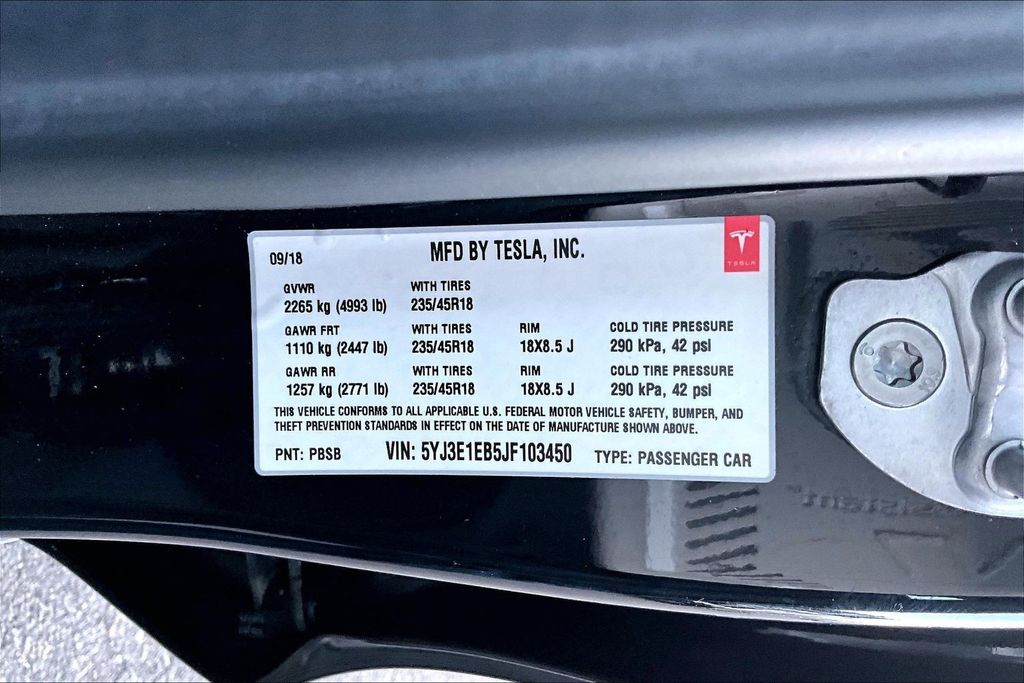 09/18 MFD BY TESLA, INC.
TESLA
GVWR WITH TIRES
2265 kg (4993 lb) 235/45R18
GAWR FRT WITH TIRES RIM COLD TIRE PRESSURE
1110 kg (2447 lb) 235/45R18 18X8.5 J 290 kPa, 42 psl
GAWR RR WITH TIRES RIM COLD TIRE PRESSURE
1257 kg (2771 lb) 235/45R18 18X8.5 J 290 kPa, 42 psl
THIS VEHICLE CONFORMS TO ALL APPLICABLE U.S. FEDERAL MOTOR VEHICLE SAFETY, BUMPER, AND
THEFT PREVENTION STANDARDS IN EFFECT ON THE DATE OF MANUFACTURE SHOWN ABOVE.
PNT: PBSB VIN: 5YJ3E1EB5JF103450 TYPE: PASSENGER CAR